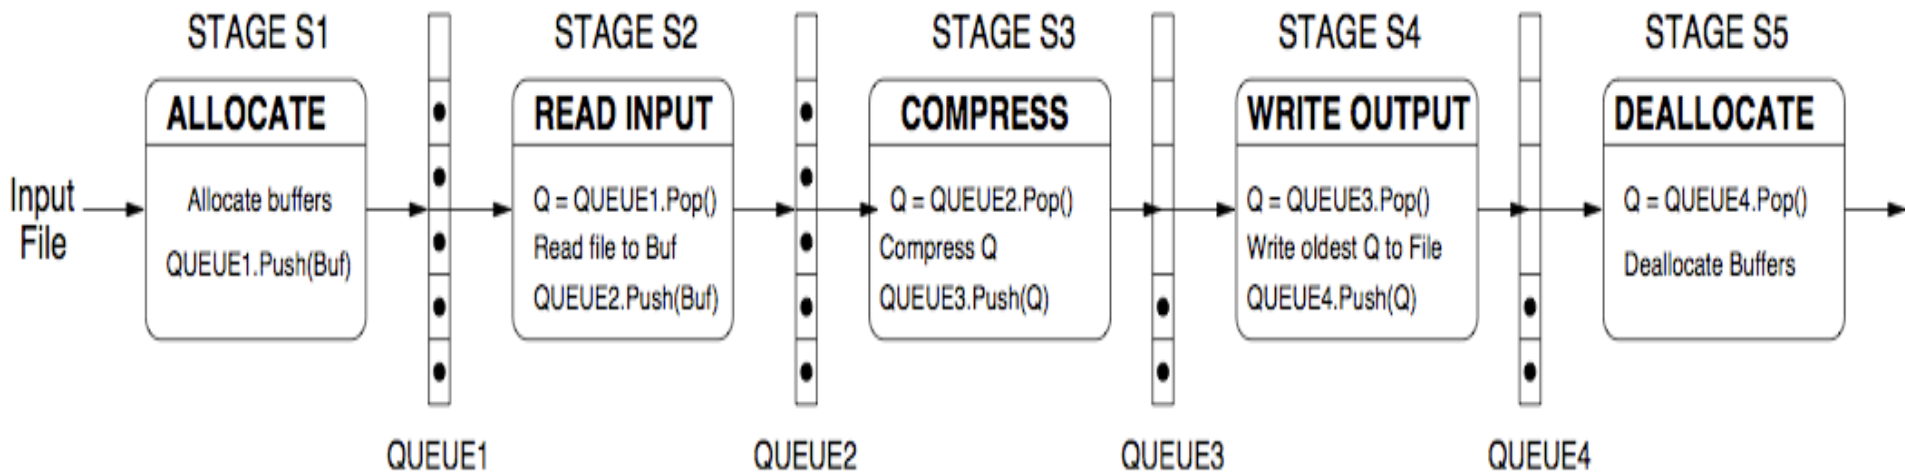 STAGE S1
STAGE S2
STAGE S3
STAGE S4
STAGE S5
Input
File
ALLOCATE
Allocate buffers
QUEUE1.Push(Buf)
READ INPUT
Q = QUEUE1.Pop()
Read file to Buf
QUEUE2.Push(Buf)
COMPRESS
Q = QUEUE2.Pop()
Compress Q
QUEUE3.Push(Q)
WRITE OUTPUT
Q = QUEUE3.Pop()
Write oldest Q to File
QUEUE4.Push(Q)
DEALLOCATE
Q = QUEUE4.Pop()
Deallocate Buffers
QUEUE1
QUEUE2
QUEUE3
QUEUE4